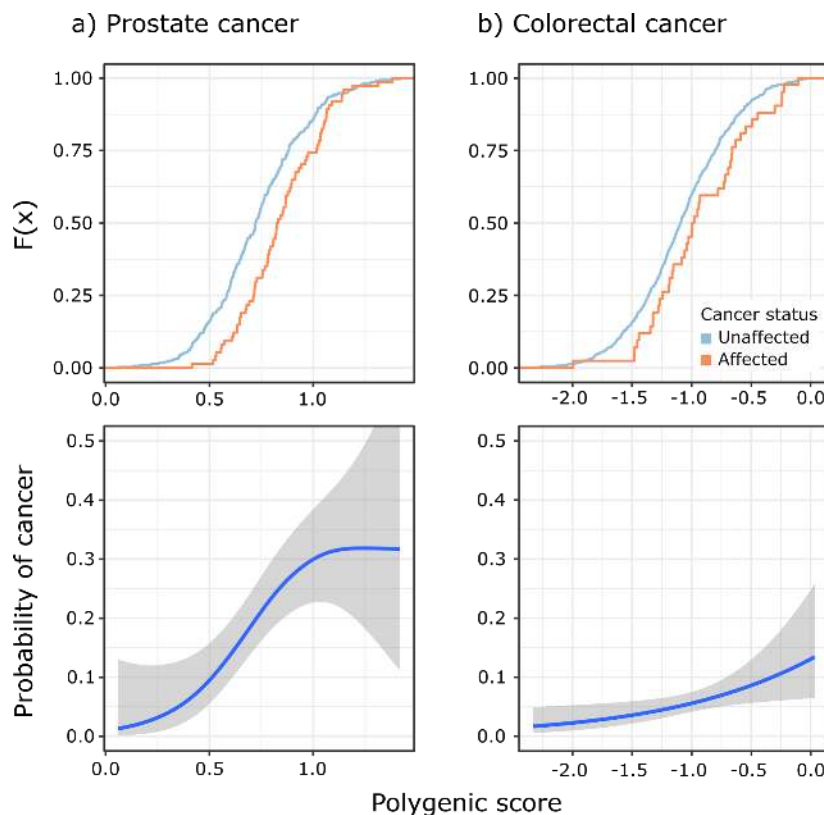 a) Prostate cancer
b) Colorectal cancer
F(x)
1.00
0.75
0.50
0.25
0.00
0.0 0.5 1.0
1.00
0.75
0.50
0.25
0.00
Cancer status
Unaffected
Affected
-2.0 -1.5 -1.0 -0.5 0.0
Probability of cancer
0.5
0.4
0.3
0.2
0.1
0.0
0.0 0.5 1.0
0.5
0.4
0.3
0.2
0.1
0.0
-2.0 -1.5 -1.0 -0.5 0.0
Polygenic score